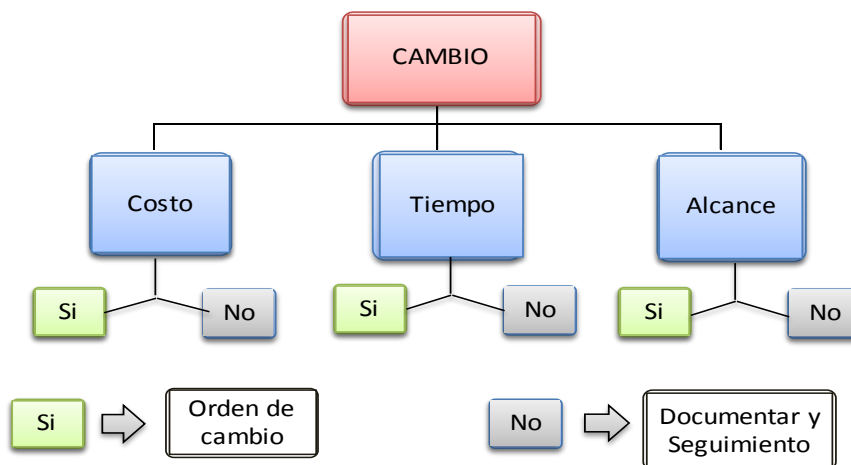 CAMBIO
Costo
Tiempo
Alcance
Si
No
Si
No
Si
No
Si
Orden de
cambio
No
Documentar y
Seguimiento